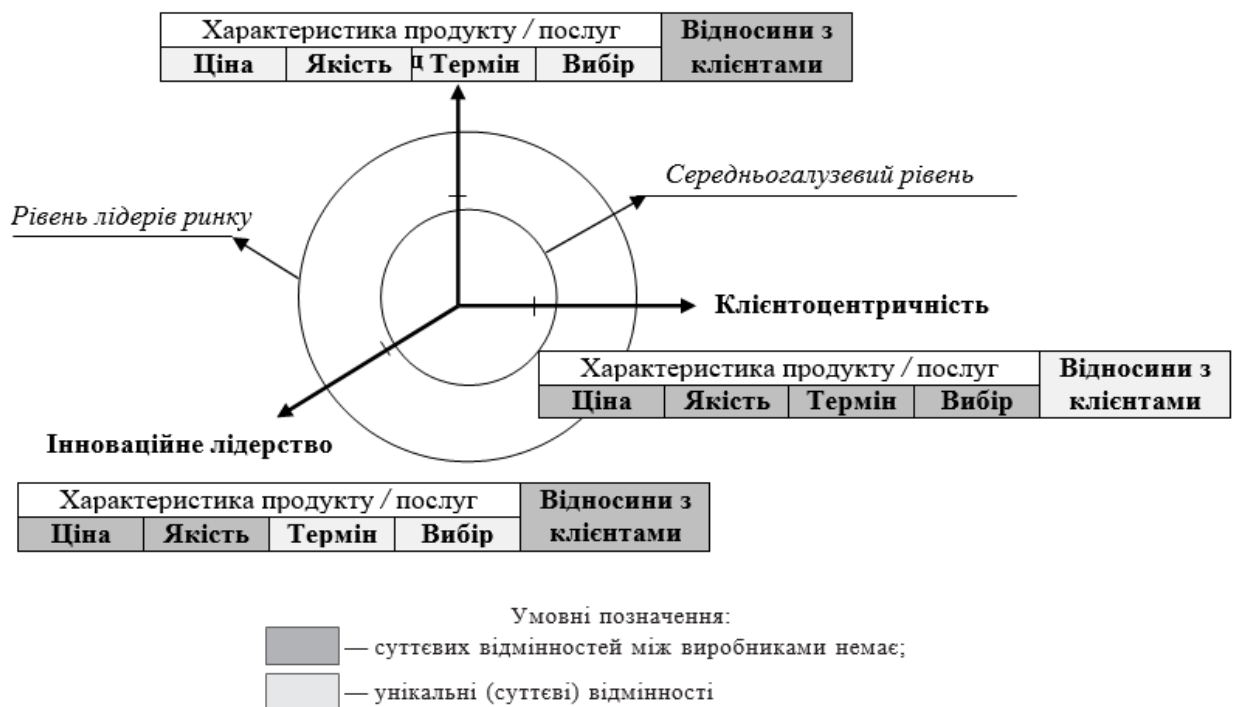 Характеристика продукту / послуг
Відносини з клієнтами
Ціна Якість д Термін Вибір
Середньогалузевий рівень
Рівень лідерів ринку
Клієнтоцентричність
Характеристика продукту / послуг
Відносини з клієнтами
Ціна Якість Термін Вибір
Інноваційне лідерство
Характеристика продукту / послуг
Відносини з клієнтами
Ціна Якість Термін Вибір
Умовні позначення:
— суттєвих відмінностей між виробниками немає;
— унікальні (суттєві) відмінності